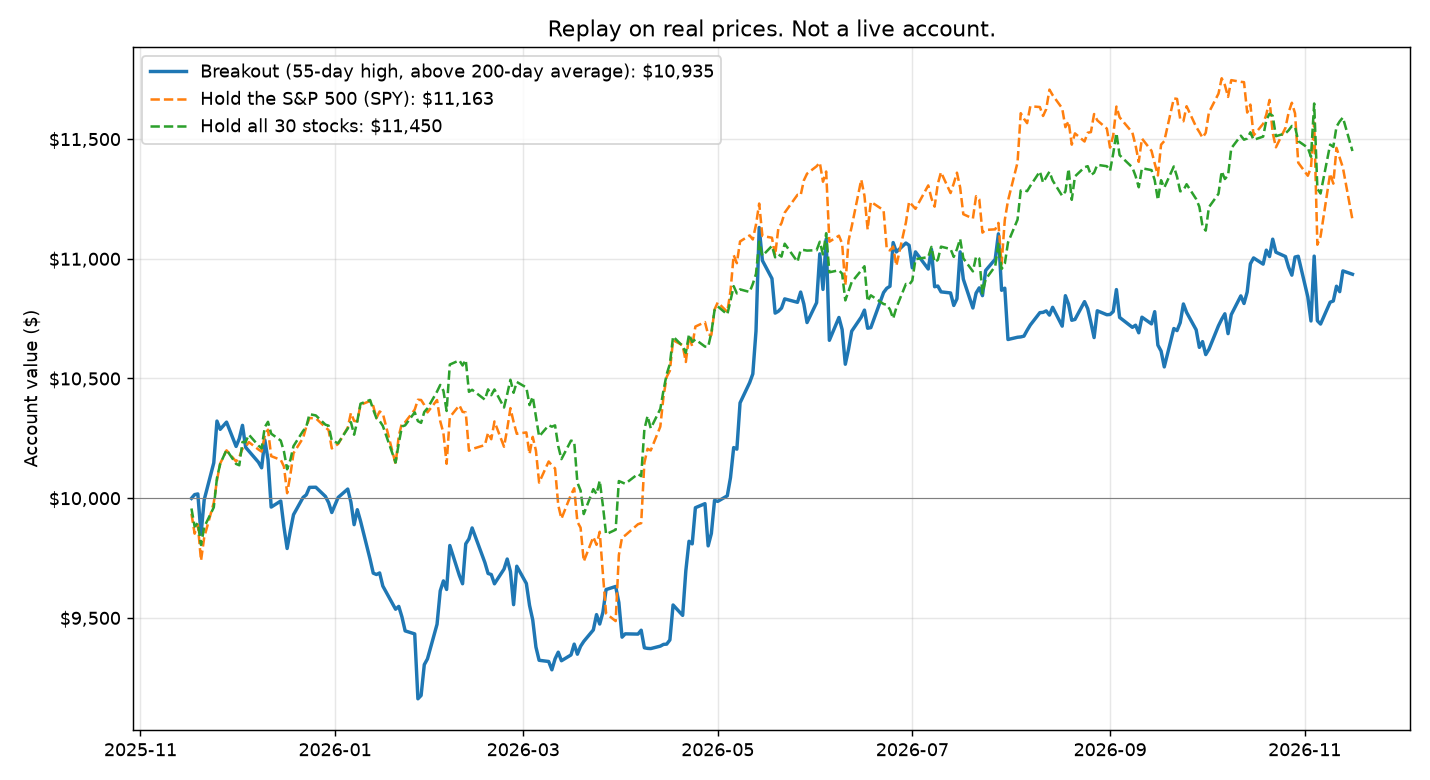 Replay on real prices. Not a live account.
Breakout (55-day high, above 200-day average): $10,935
Hold the S&P 500 (SPY): $11,163
Hold all 30 stocks: $11,450
Account value ($)
$11,500
$11,000
$10,500
$10,000
$9,500
2025-11
2026-01
2026-03
2026-05
2026-07
2026-09
2026-11